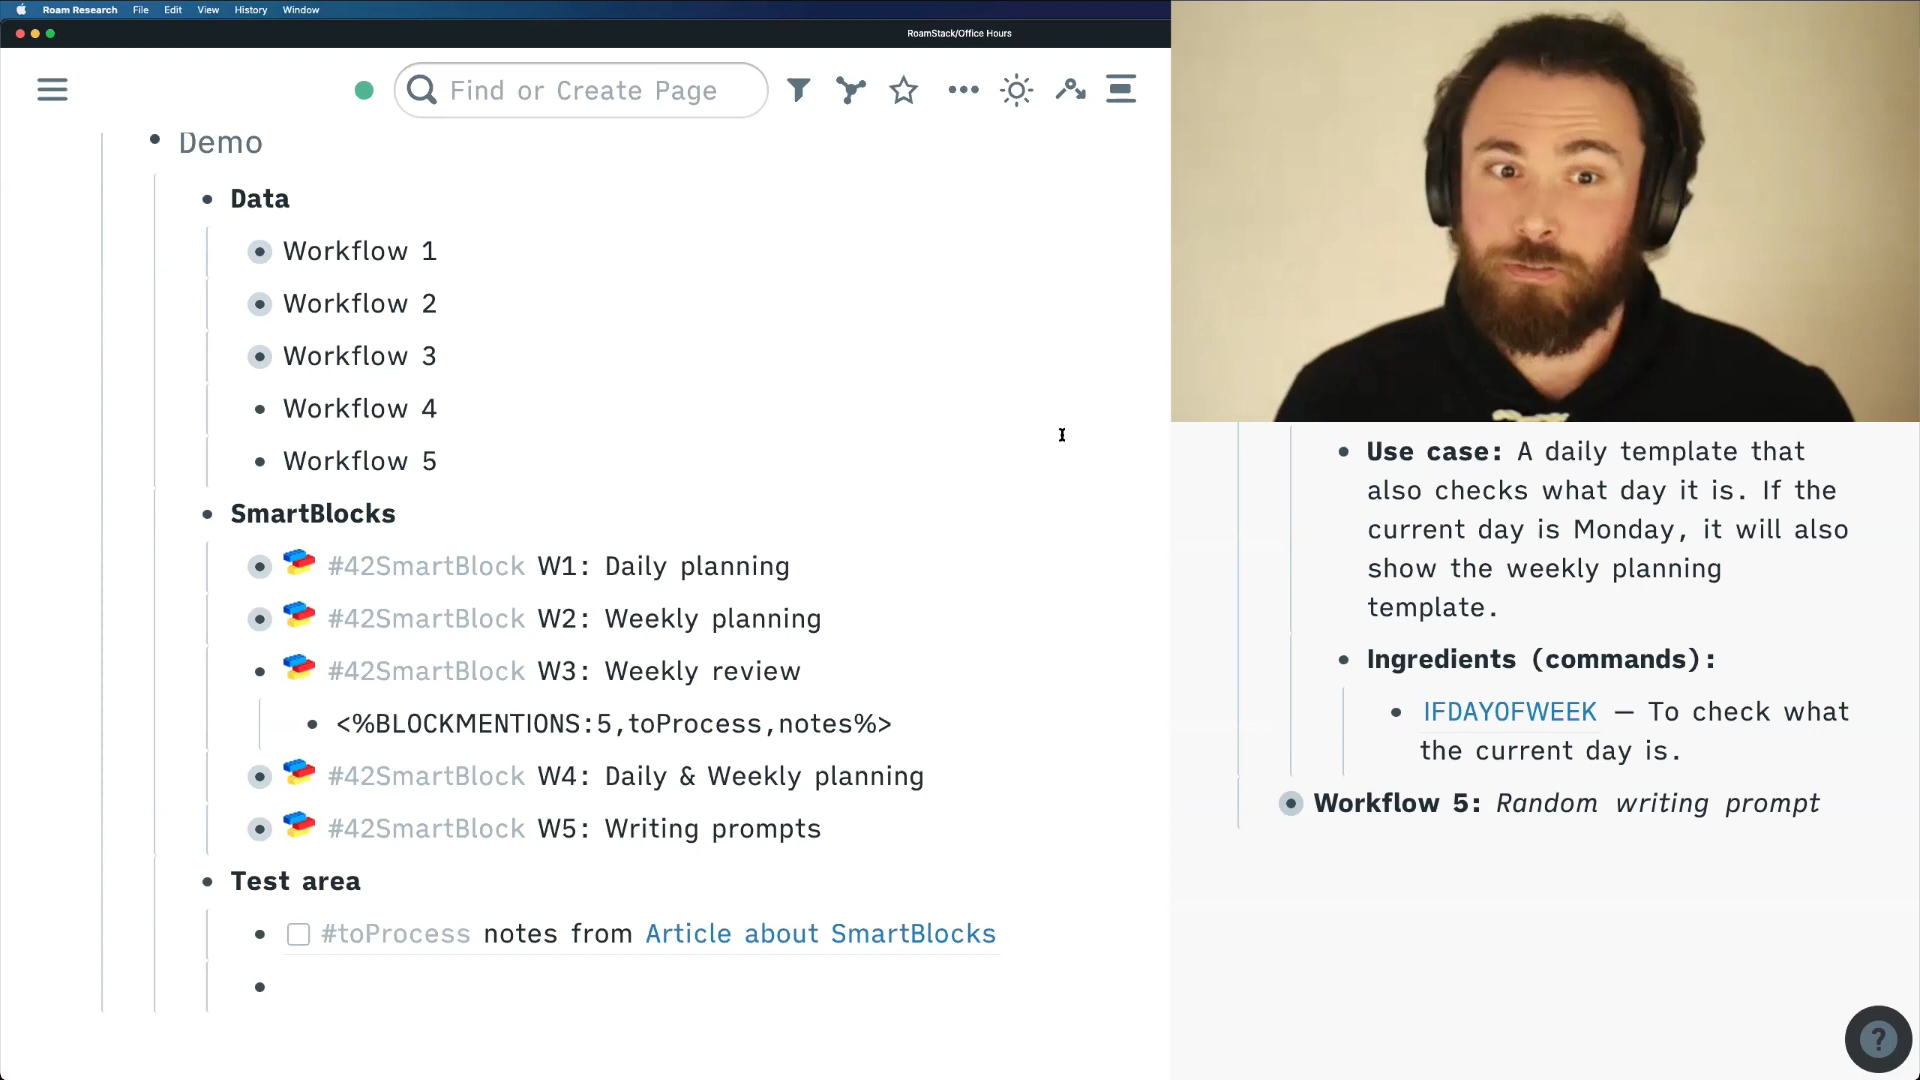 Roam Research File Edit View History Window
RoamStack/Office Hours
Find or Create Page
Demo
Data
Workflow 1
Workflow 2
Workflow 3
Workflow 4
Workflow 5
SmartBlocks
#42SmartBlock W1: Daily planning
#42SmartBlock W2: Weekly planning
#42SmartBlock W3: Weekly review
<%BLOCKMENTIONS:5,toProcess,notes%>
#42SmartBlock W4: Daily & Weekly planning
#42SmartBlock W5: Writing prompts
Test area
#toProcess notes from Article about SmartBlocks
Use case: A daily template that
also checks what day it is. If the
current day is Monday, it will also
show the weekly planning
template.
Ingredients (commands):
IFDAYOFWEEK — To check what
the current day is.
Workflow 5: Random writing prompt
?